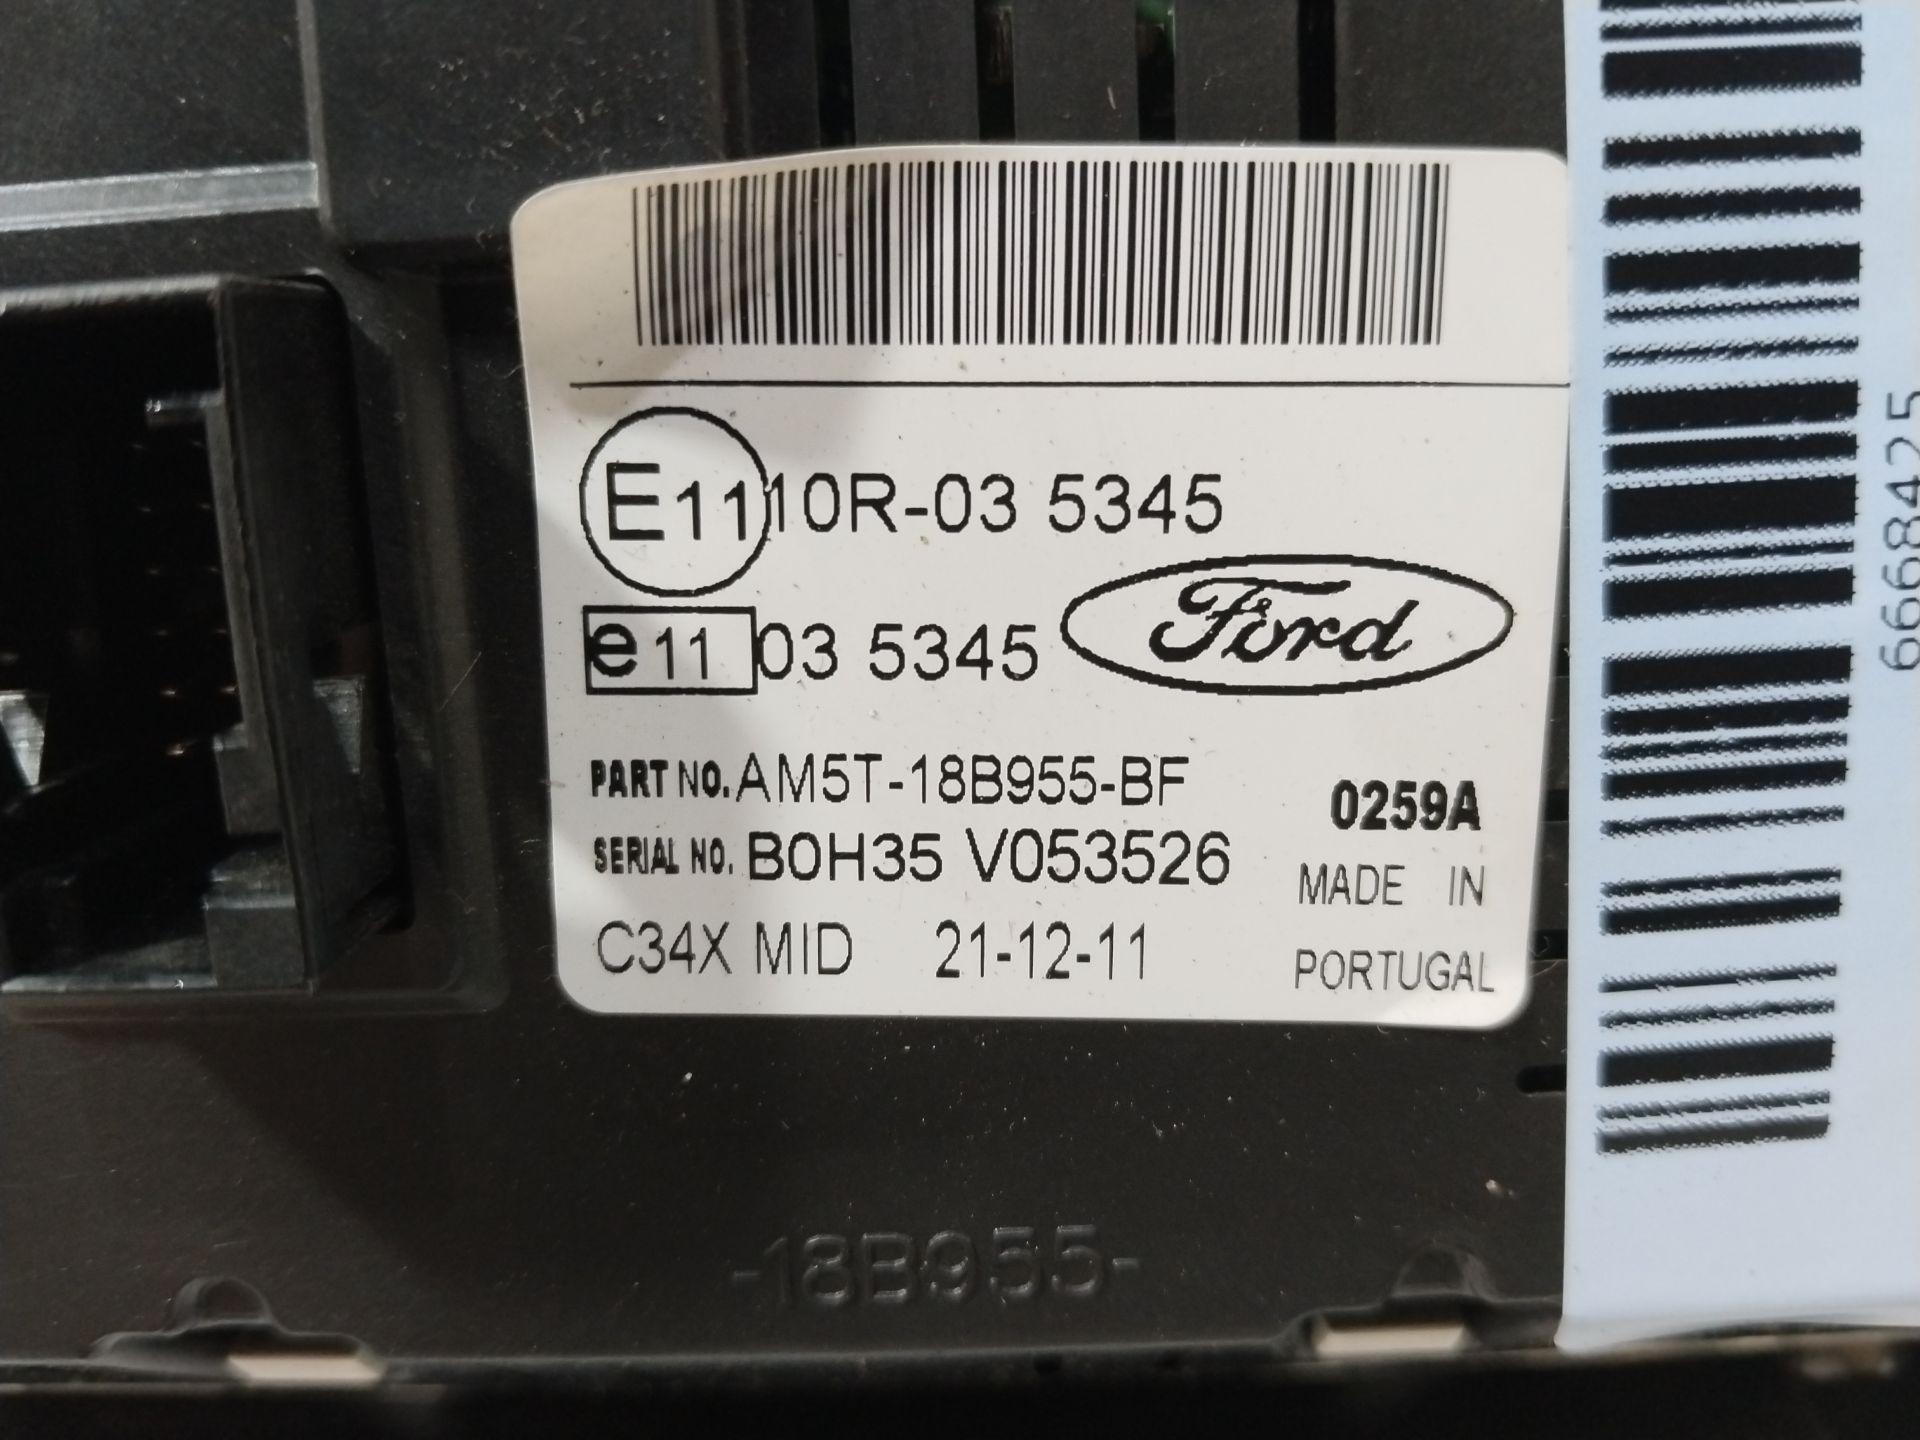 E11 10R-03 5345
e11 03 5345 Ford
PART NO. AM5T-18B955-BF 0259A
SERIAL NO. B0H35 V053526 MADE IN
C34X MID 21-12-11 PORTUGAL
6668425
-18B955-